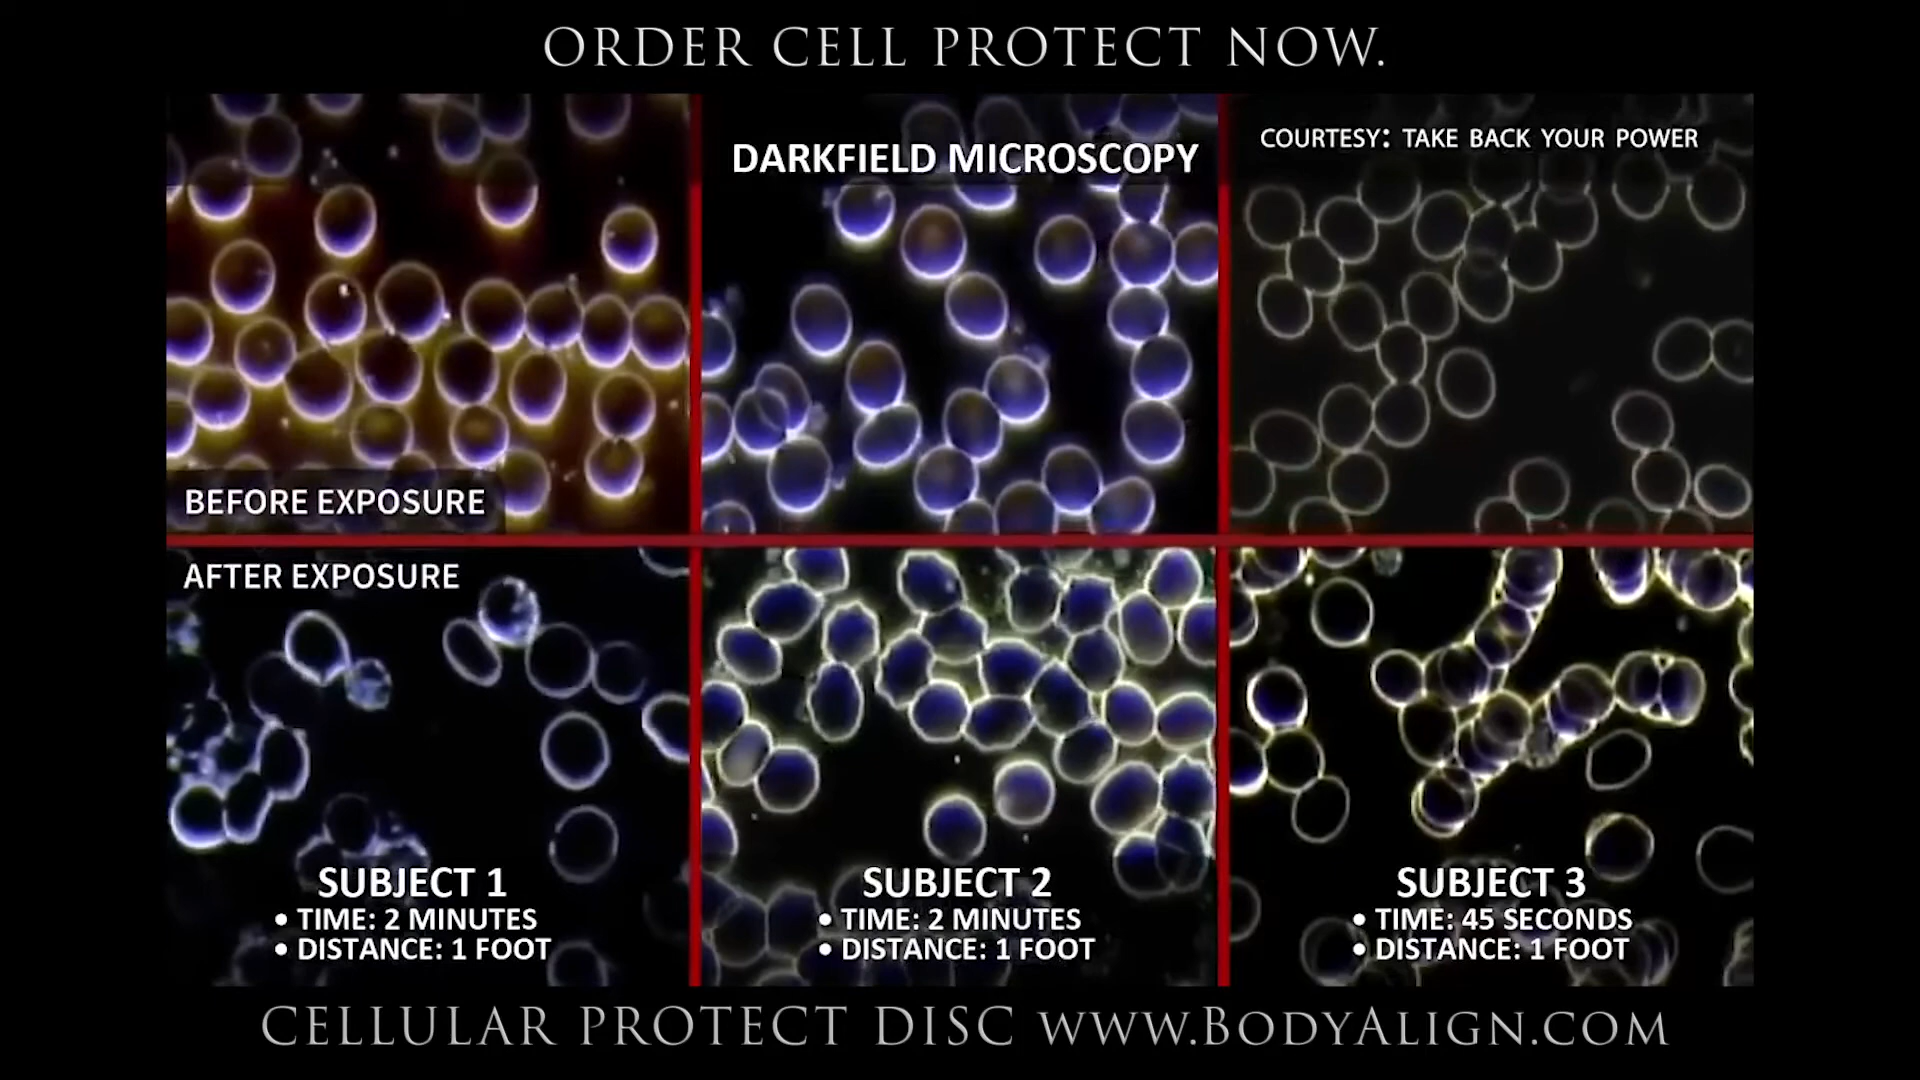 ORDER CELL PROTECT NOW.
DARKFIELD MICROSCOPY
COURTESY: TAKE BACK YOUR POWER
BEFORE EXPOSURE
AFTER EXPOSURE
SUBJECT 1
• TIME: 2 MINUTES
• DISTANCE: 1 FOOT
SUBJECT 2
• TIME: 2 MINUTES
• DISTANCE: 1 FOOT
SUBJECT 3
• TIME: 45 SECONDS
• DISTANCE: 1 FOOT
CELLULAR PROTECT DISC WWW.BODYALIGN.COM